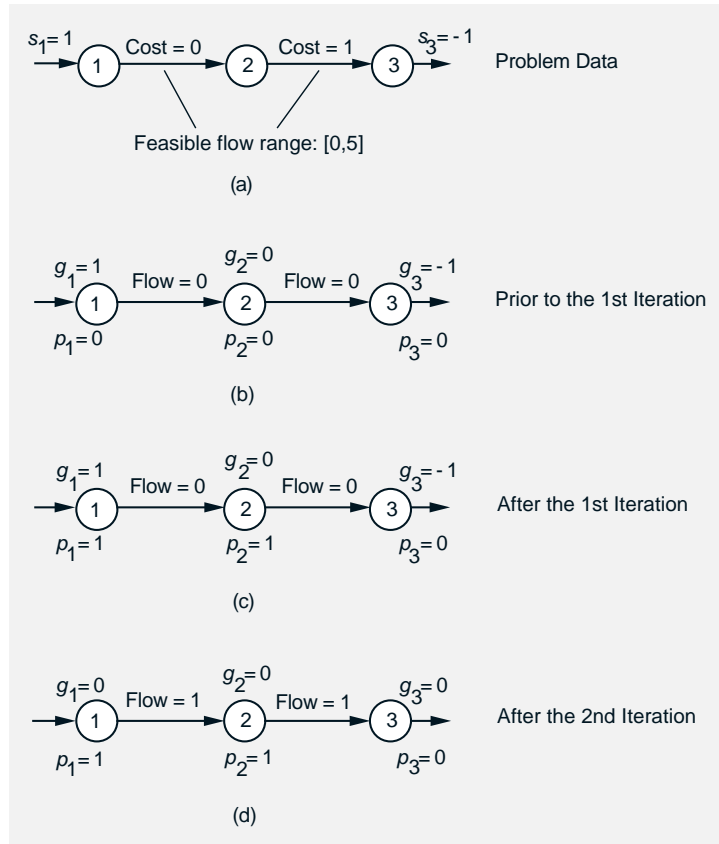 s1= 1 Cost = 0 Cost = 1 s3= - 1
1 2 3 Problem Data
Feasible flow range: [0,5]
(a)
g1= 1 Flow = 0 g2= 0 Flow = 0 g3= - 1
1 2 3 Prior to the 1st Iteration
p1= 0 p2= 0 p3= 0
(b)
g1= 1 Flow = 0 g2= 0 Flow = 0 g3= - 1
1 2 3 After the 1st Iteration
p1= 1 p2= 1 p3= 0
(c)
g1= 0 Flow = 1 g2= 0 Flow = 1 g3= 0
1 2 3 After the 2nd Iteration
p1= 1 p2= 1 p3= 0
(d)